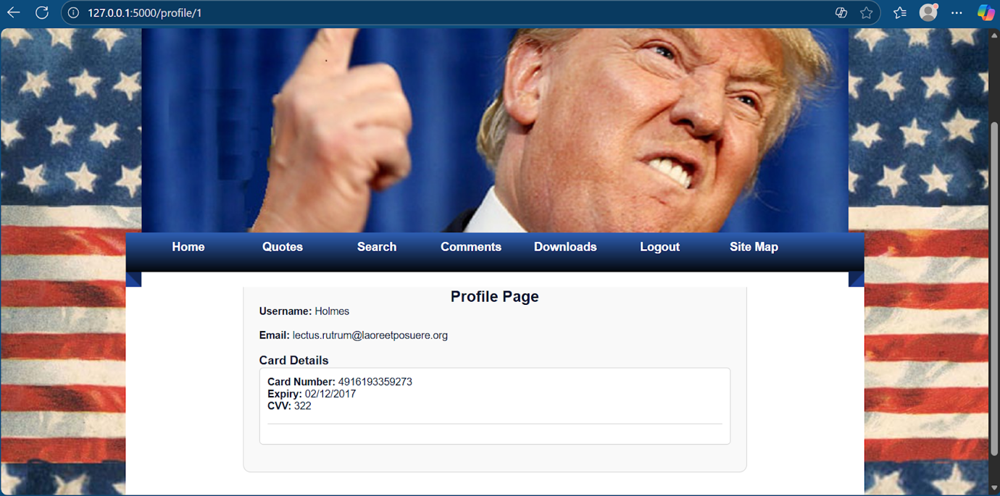 127.0.0.1:5000/profile/1
Home Quotes Search Comments Downloads Logout Site Map
Profile Page
Username: Holmes
Email: lectus.rutrum@laoreetposuere.org
Card Details
Card Number: 4916193359273
Expiry: 02/12/2017
CVV: 322